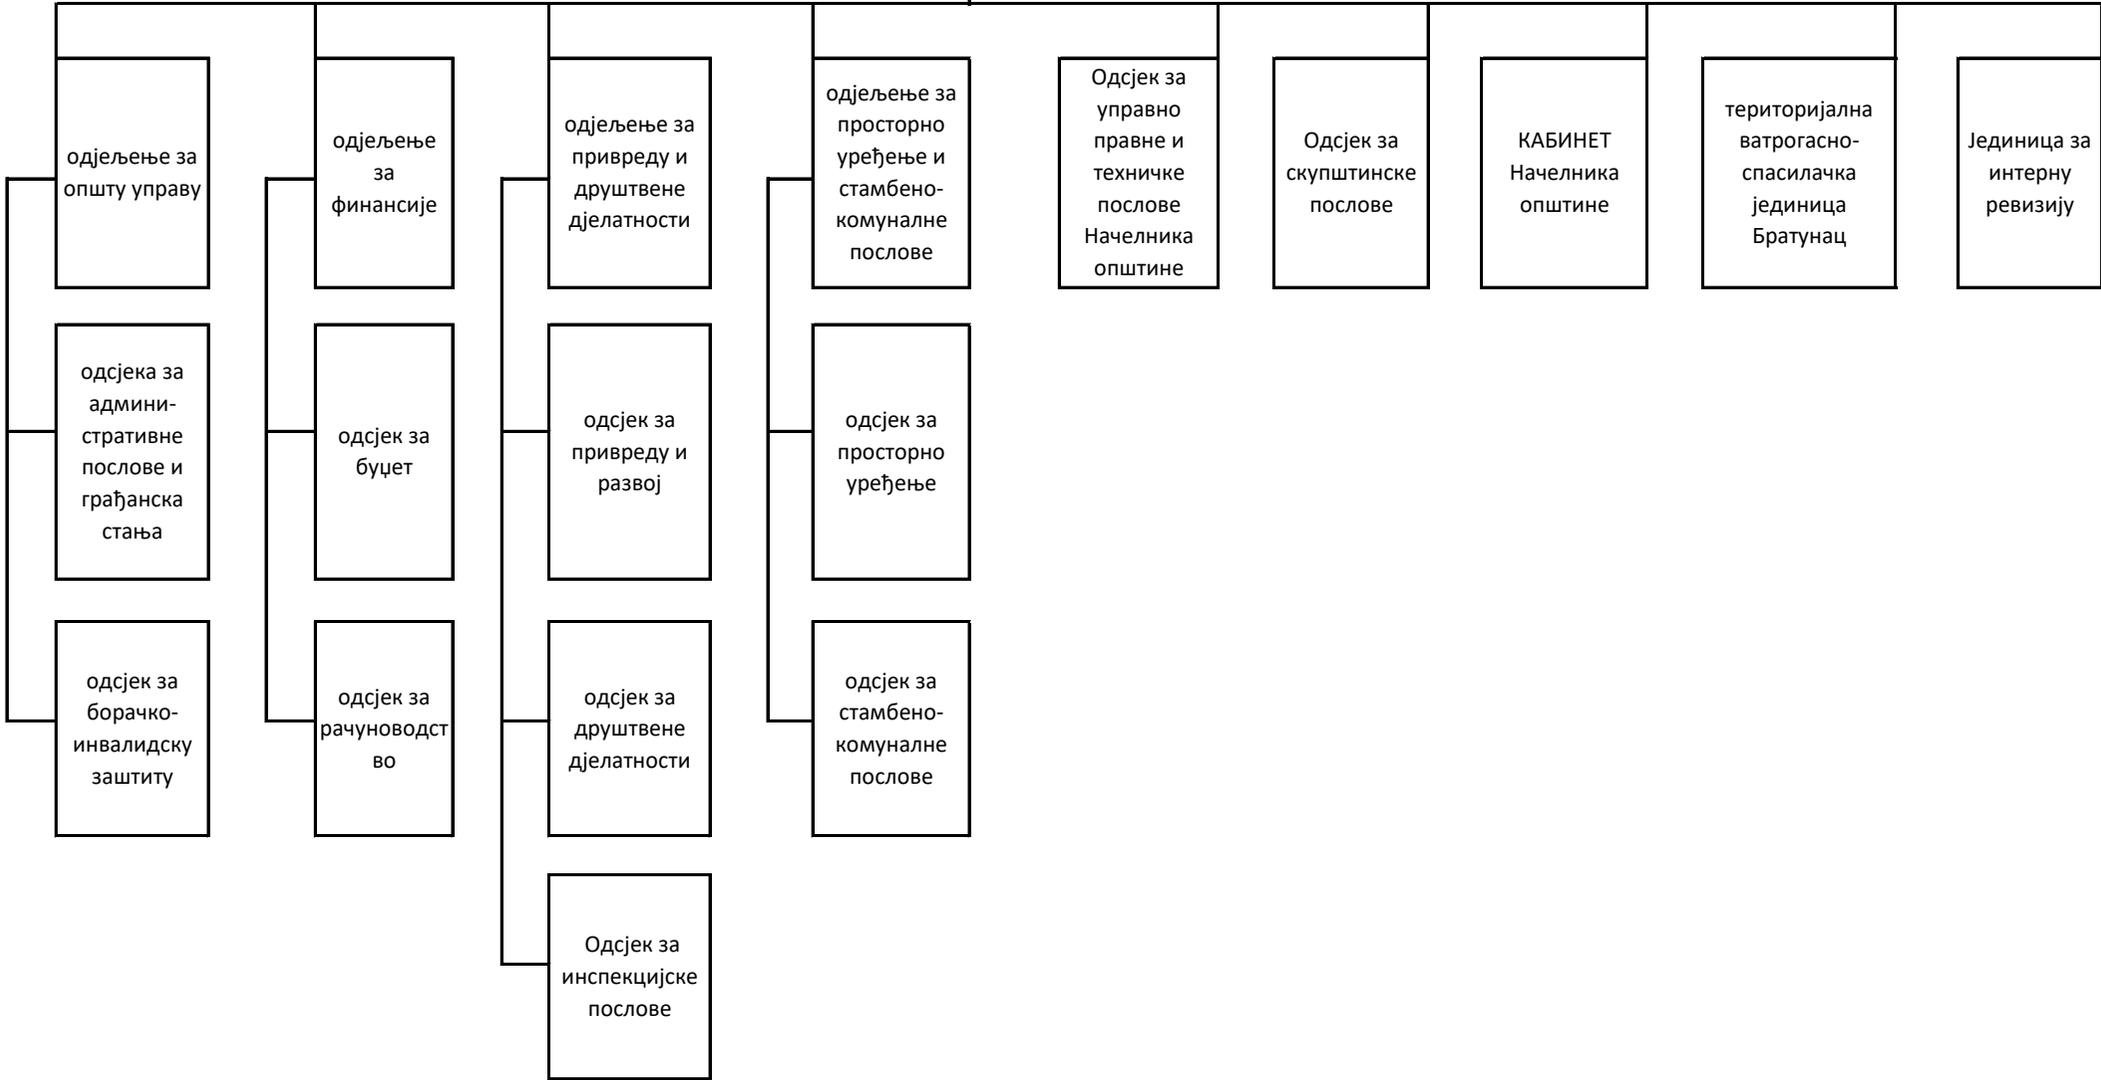 одјељење за
општу управу
одјељење
за
финансије
одјељење за
привреду и
друштвене
дјелатности
одјељење за
просторно
уређење и
стамбено-
комуналне
послове
Одсјек за
управно
правне и
техничке
послове
Начелника
општине
Одсјек за
скупштинске
послове
КАБИНЕТ
Начелника
општине
територијална
ватрогасно-
спасилачка
јединица
Братунац
Јединица за
интерну
ревизију
одсјека за
админи-
стративне
послове и
грађанска
стања
одсјек за
буџет
одсјек за
привреду и
развој
одсјек за
просторно
уређење
одсјек за
борачко-
инвалидску
заштиту
одсјек за
рачуноводст
во
одсјек за
друштвене
дјелатности
одсјек за
стамбено-
комуналне
послове
Одсјек за
инспекцијске
послове